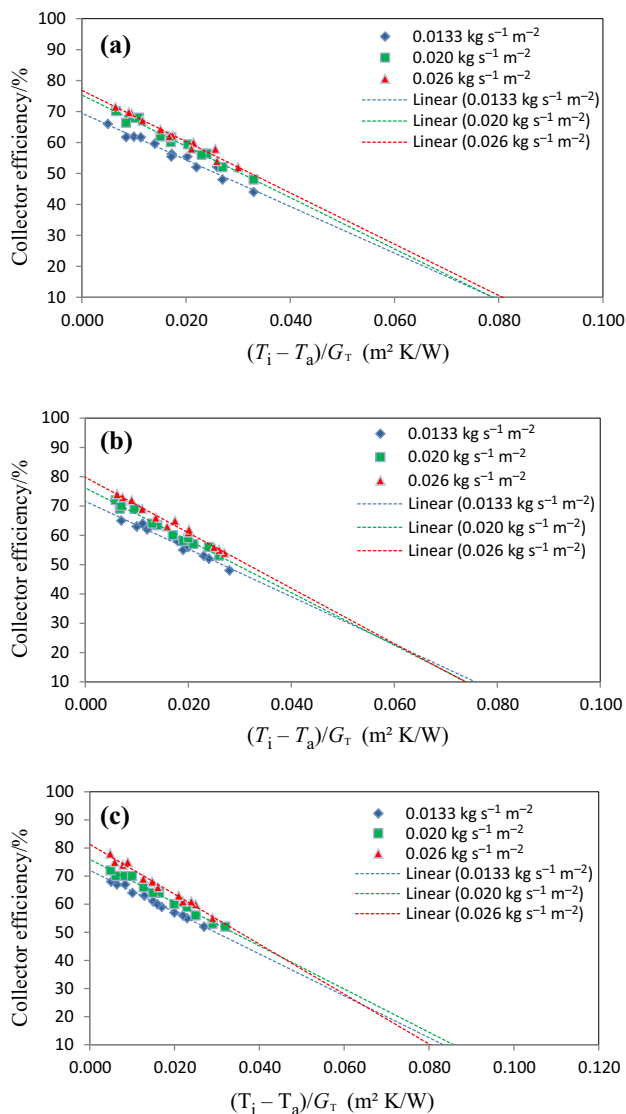 (a)
0.0133 kg s⁻¹ m⁻²
0.020 kg s⁻¹ m⁻²
0.026 kg s⁻¹ m⁻²
Linear (0.0133 kg s⁻¹ m⁻²)
Linear (0.020 kg s⁻¹ m⁻²)
Linear (0.026 kg s⁻¹ m⁻²)
Collector efficiency/%
100
90
80
70
60
50
40
30
20
10
0.000 0.020 0.040 0.060 0.080 0.100
(Ti – Ta)/GT (m² K/W)
(b)
0.0133 kg s⁻¹ m⁻²
0.020 kg s⁻¹ m⁻²
0.026 kg s⁻¹ m⁻²
Linear (0.0133 kg s⁻¹ m⁻²)
Linear (0.020 kg s⁻¹ m⁻²)
Linear (0.026 kg s⁻¹ m⁻²)
Collector efficiency/%
100
90
80
70
60
50
40
30
20
10
0.000 0.020 0.040 0.060 0.080 0.100
(Ti – Ta)/GT (m² K/W)
(c)
0.0133 kg s⁻¹ m⁻²
0.020 kg s⁻¹ m⁻²
0.026 kg s⁻¹ m⁻²
Linear (0.0133 kg s⁻¹ m⁻²)
Linear (0.020 kg s⁻¹ m⁻²)
Linear (0.026 kg s⁻¹ m⁻²)
Collector efficiency/%
100
90
80
70
60
50
40
30
20
10
0.000 0.020 0.040 0.060 0.080 0.100 0.120
(Ti – Ta)/GT (m² K/W)